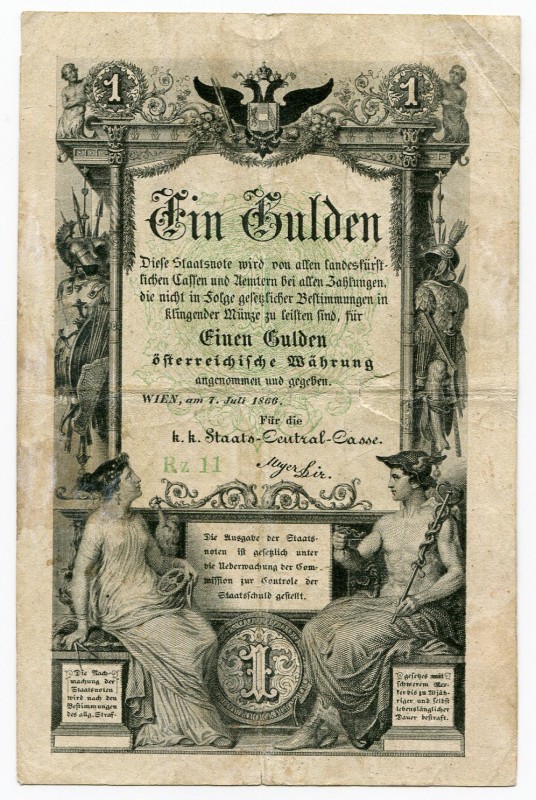 1 1
Ein Gulden
Diese Staatsnote wird von allen landesfürst-
lichen Cassen und Aemtern bei allen Zahlungen,
die nicht in Folge gesetzlicher Bestimmungen in
klingender Münze zu leisten sind, für
Einen Gulden
österreichische Währung
angenommen und gegeben.
WIEN, am 7. Juli 1866.
Für die
k. k. Staats-Central-Casse.
Rz 11
Die Ausgabe der Staats-
noten ist gesetzlich unter
die Ueberwachung der Com-
mission zur Controle der
Staatsschuld gestellt.
1
Die Nach-
machung der
Staatsnoten
wird nach den
Bestimmungen
des allg. Straf-
gesetzes mit
schwerem Ker-
ker bis zu 20jäh-
riger und selbst
lebenslänglicher
Dauer bestraft.